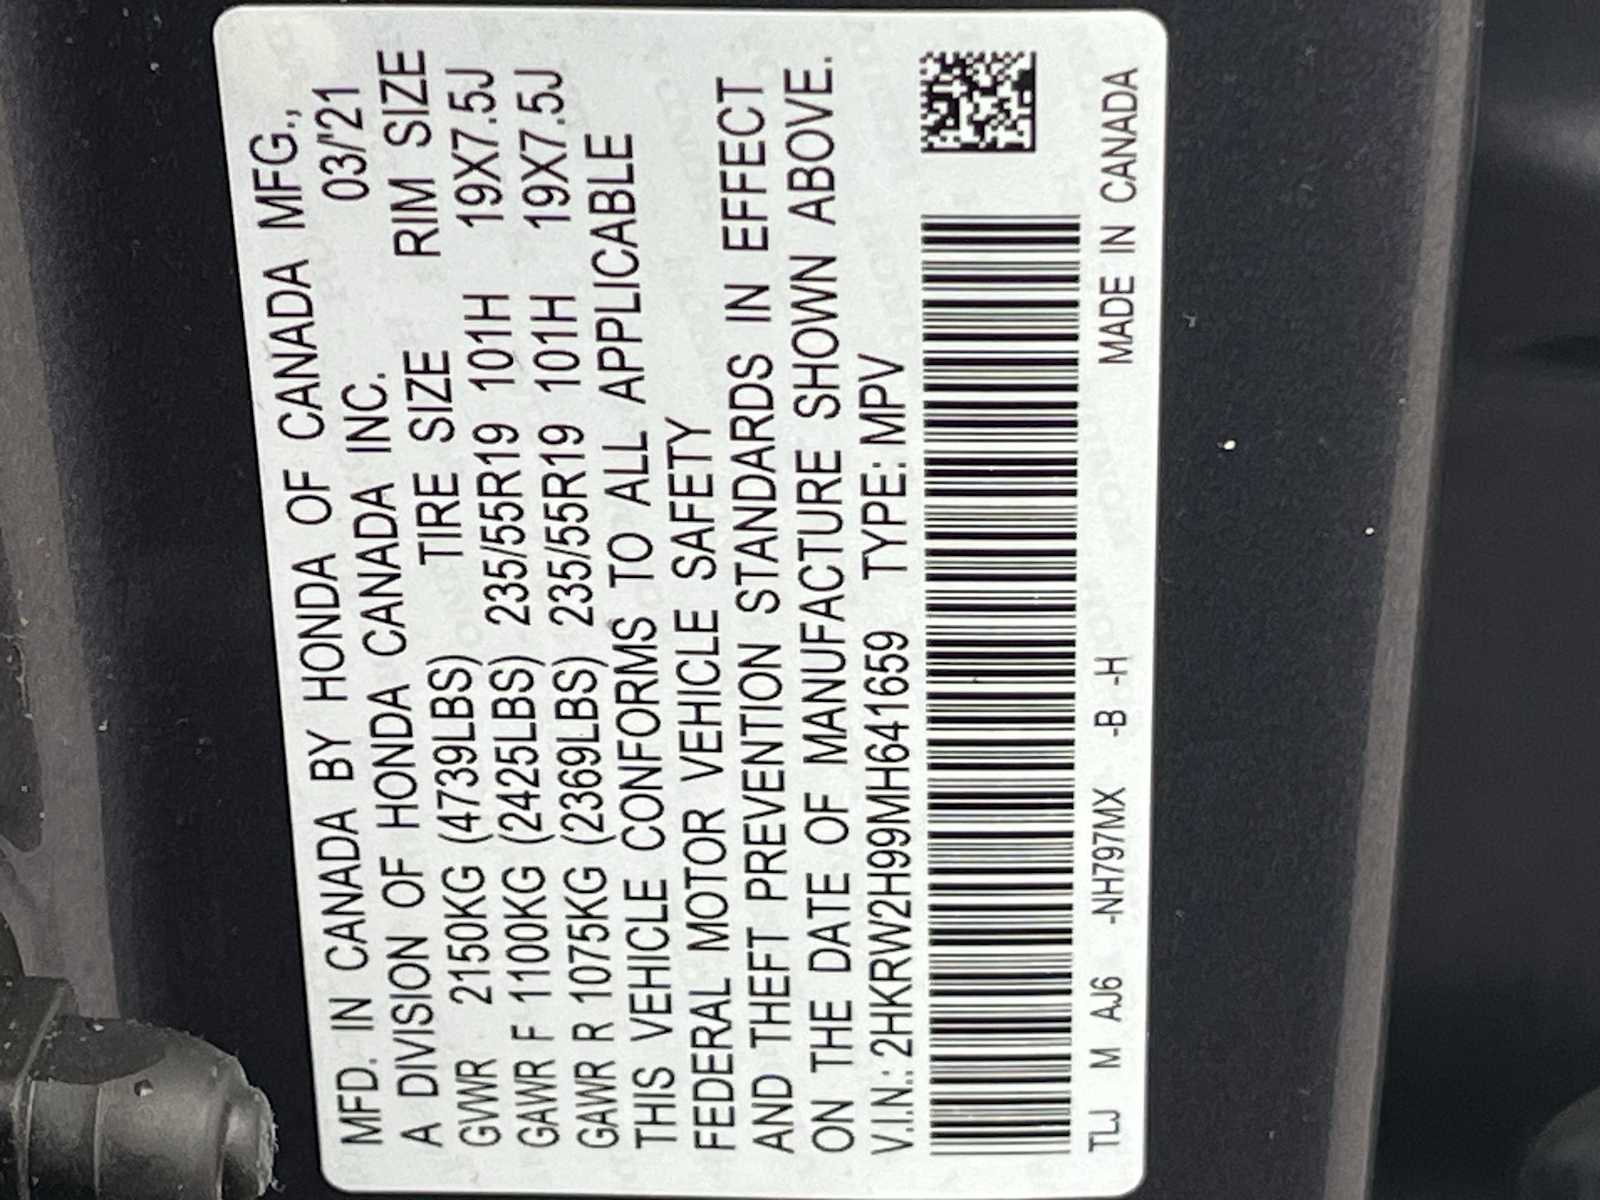 MFD. IN CANADA BY HONDA OF CANADA MFG.,
A DIVISION OF HONDA CANADA INC. 03/'21
TIRE SIZE RIM SIZE
GVWR 2150KG (4739LBS)
GAWR F 1100KG (2425LBS) 235/55R19 101H 19X7.5J
GAWR R 1075KG (2369LBS) 235/55R19 101H 19X7.5J
THIS VEHICLE CONFORMS TO ALL APPLICABLE
FEDERAL MOTOR VEHICLE SAFETY
AND THEFT PREVENTION STANDARDS IN EFFECT
ON THE DATE OF MANUFACTURE SHOWN ABOVE.
V.I.N.: 2HKRW2H99MH641659 TYPE: MPV
TLJ M AJ6 -NH797MX -B -H MADE IN CANADA